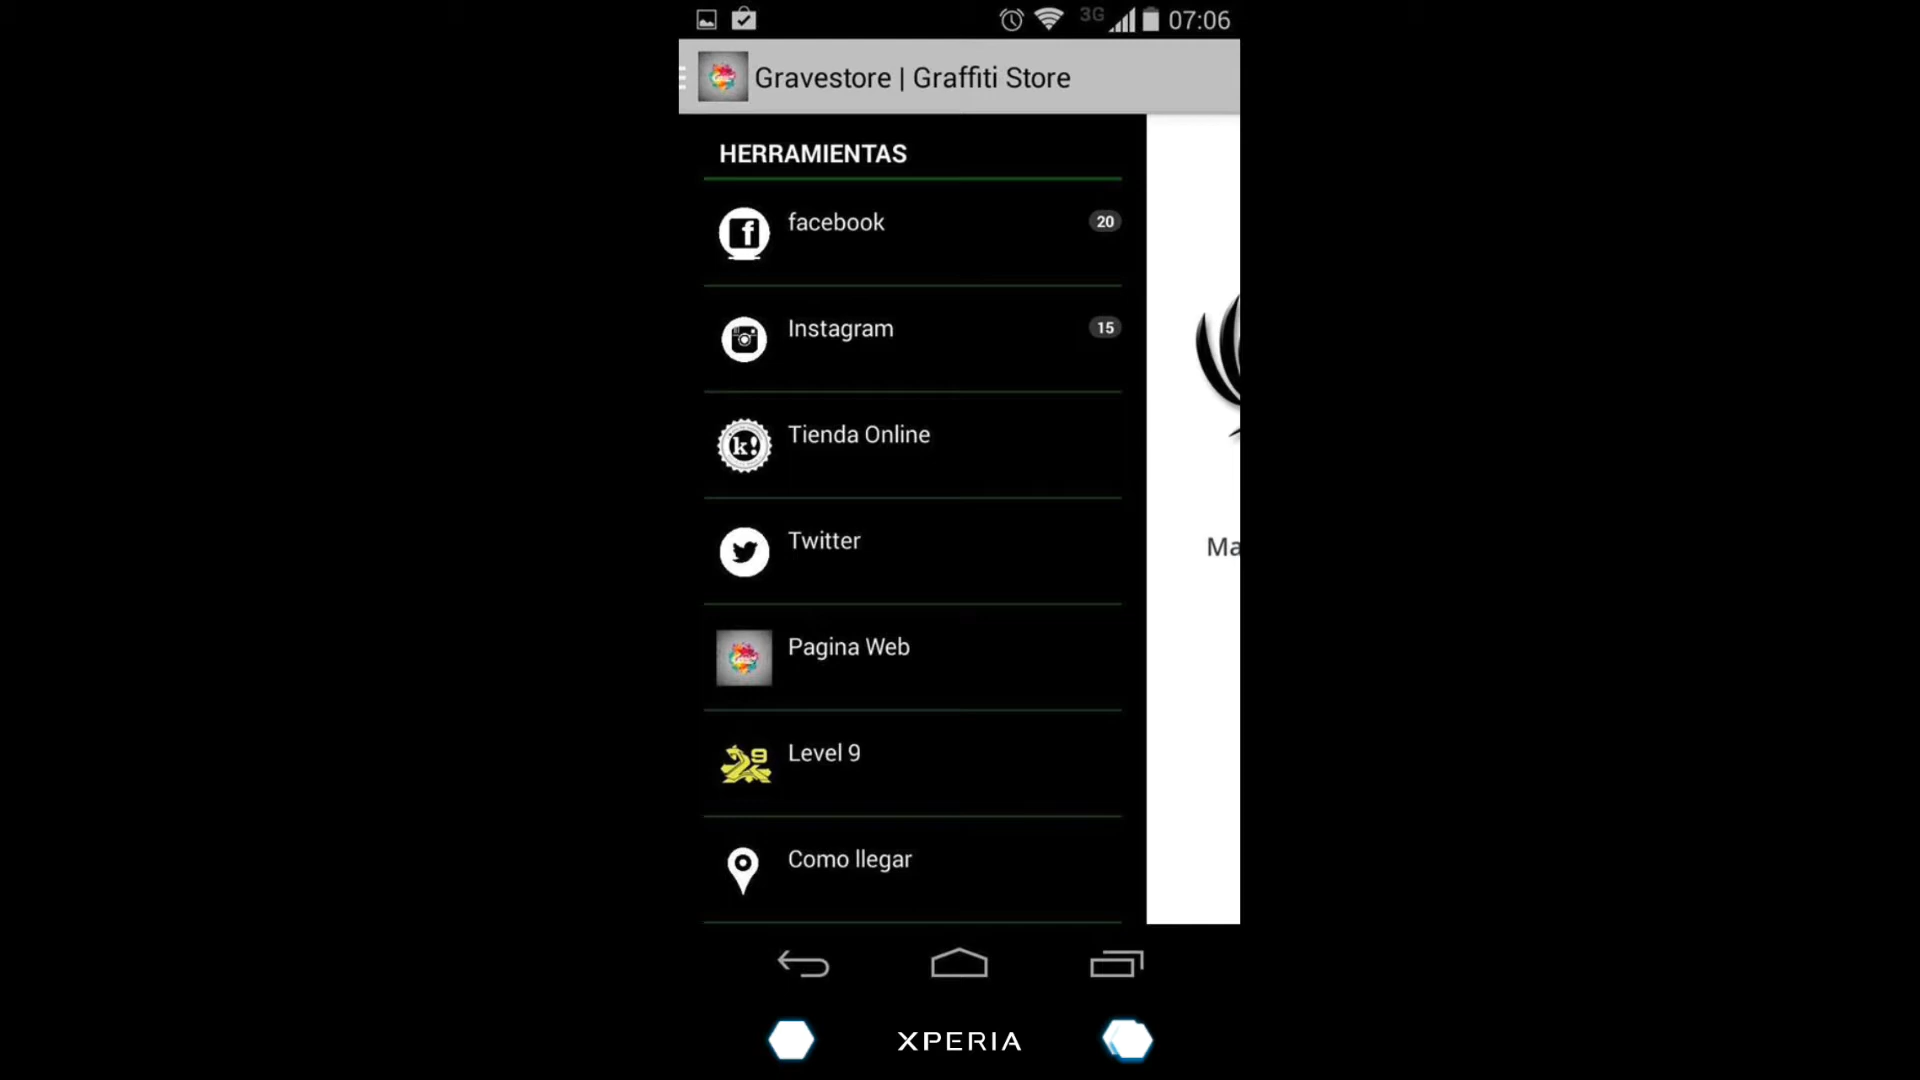 3G 07:06
Gravestore | Graffiti Store
HERRAMIENTAS
facebook 20
Instagram 15
k! Tienda Online
Twitter
Pagina Web
9 Level 9
Como llegar
Ma
XPERIA